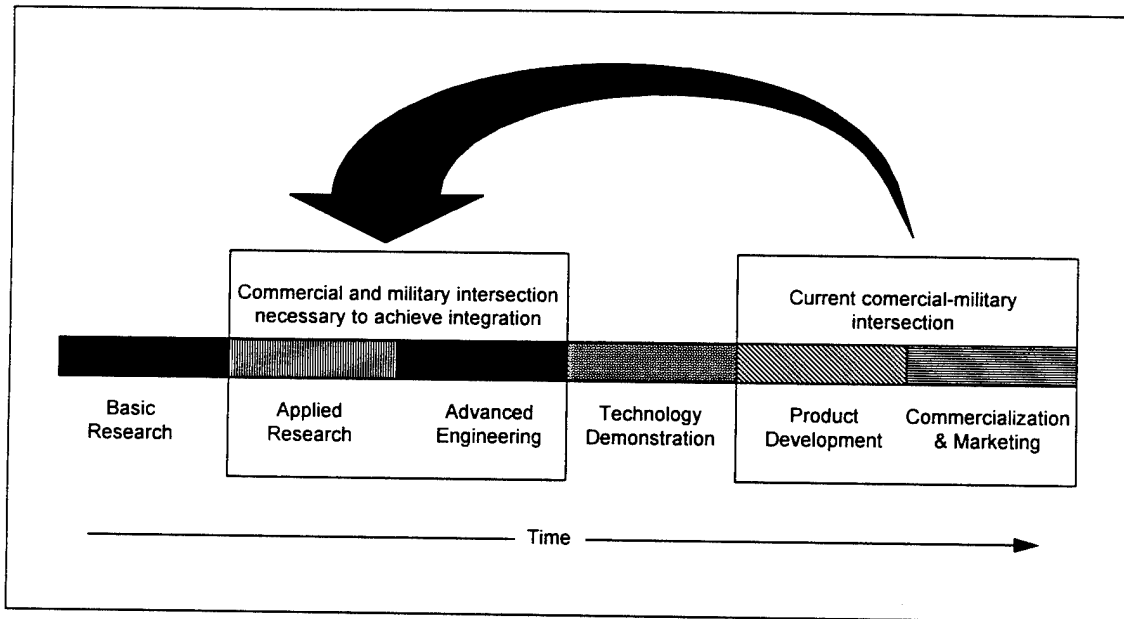 Commercial and military intersection
necessary to achieve integration
Current comercial-military
intersection
Basic
Research
Applied
Research
Advanced
Engineering
Technology
Demonstration
Product
Development
Commercialization
& Marketing
Time